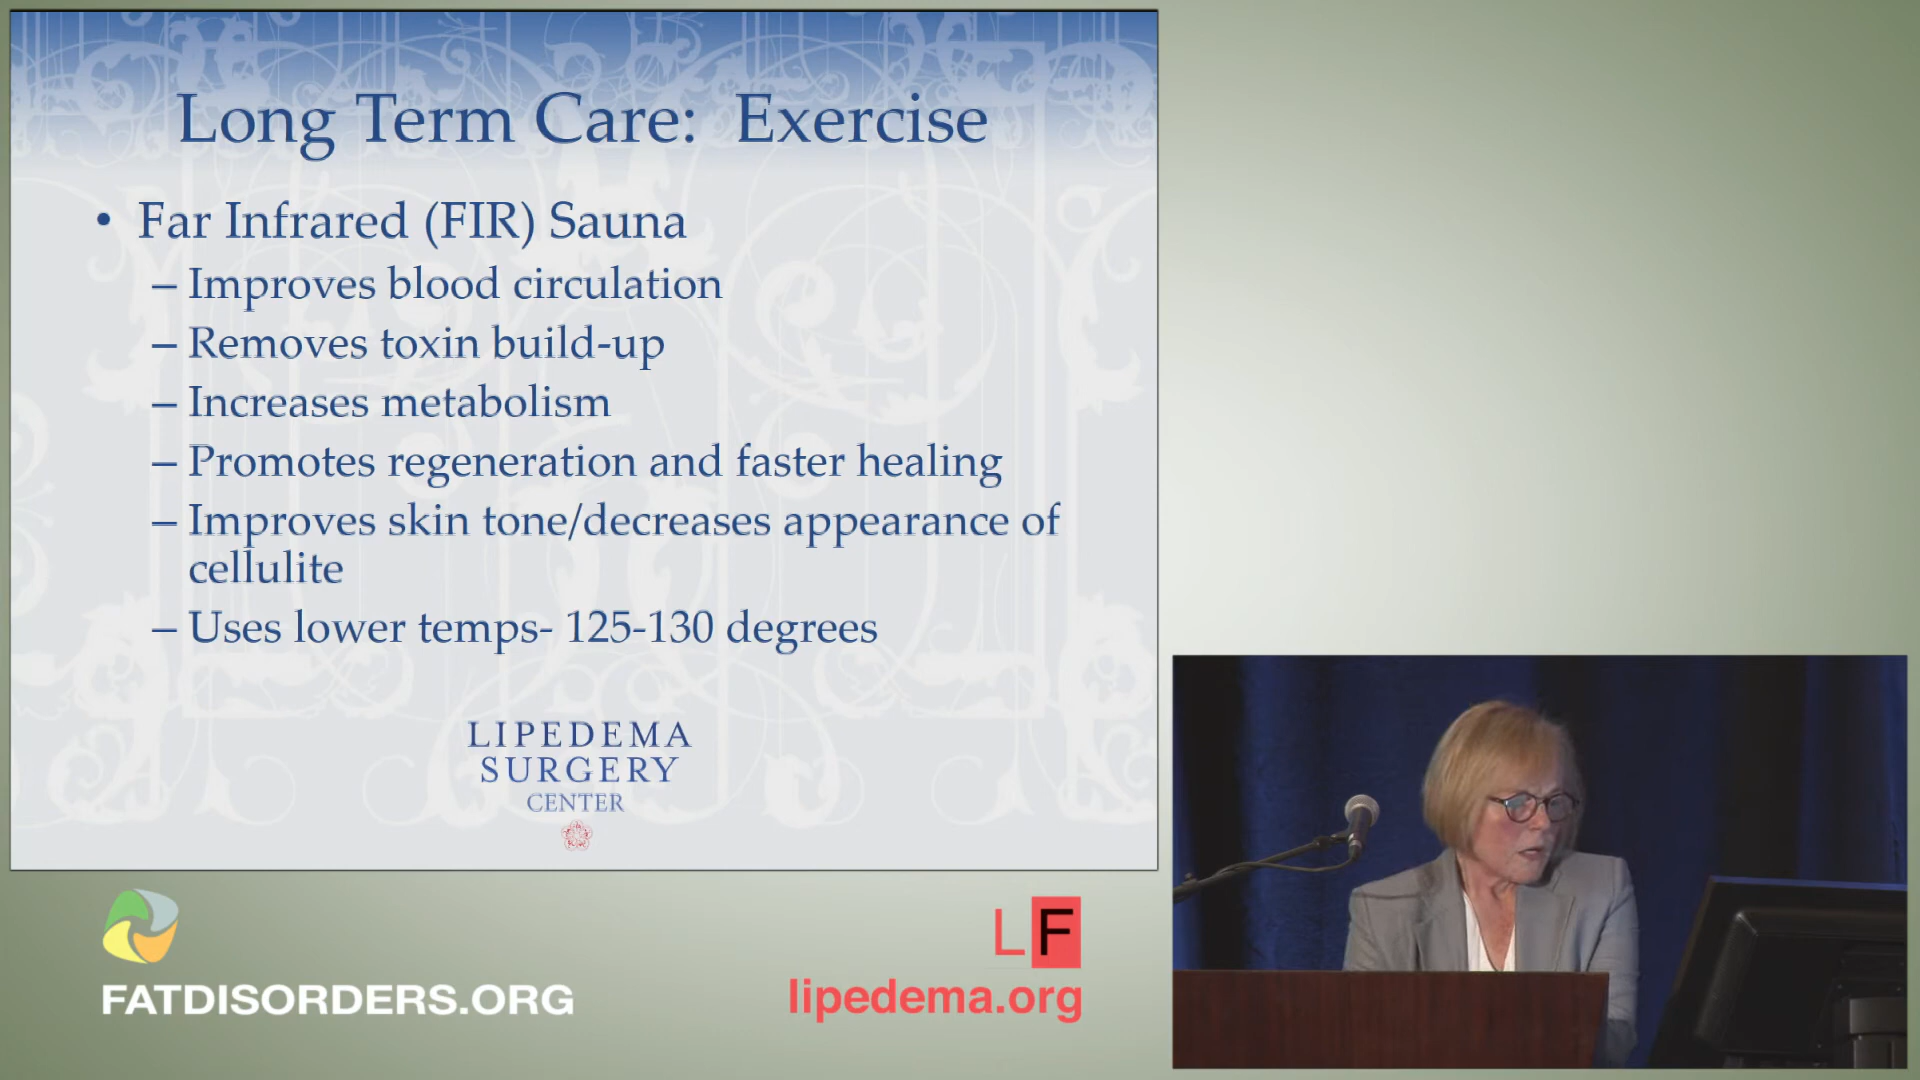 Long Term Care: Exercise
• Far Infrared (FIR) Sauna
– Improves blood circulation
– Removes toxin build-up
– Increases metabolism
– Promotes regeneration and faster healing
– Improves skin tone/decreases appearance of
cellulite
– Uses lower temps- 125-130 degrees
LIPEDEMA
SURGERY
CENTER
FATDISORDERS.ORG
LF
lipedema.org